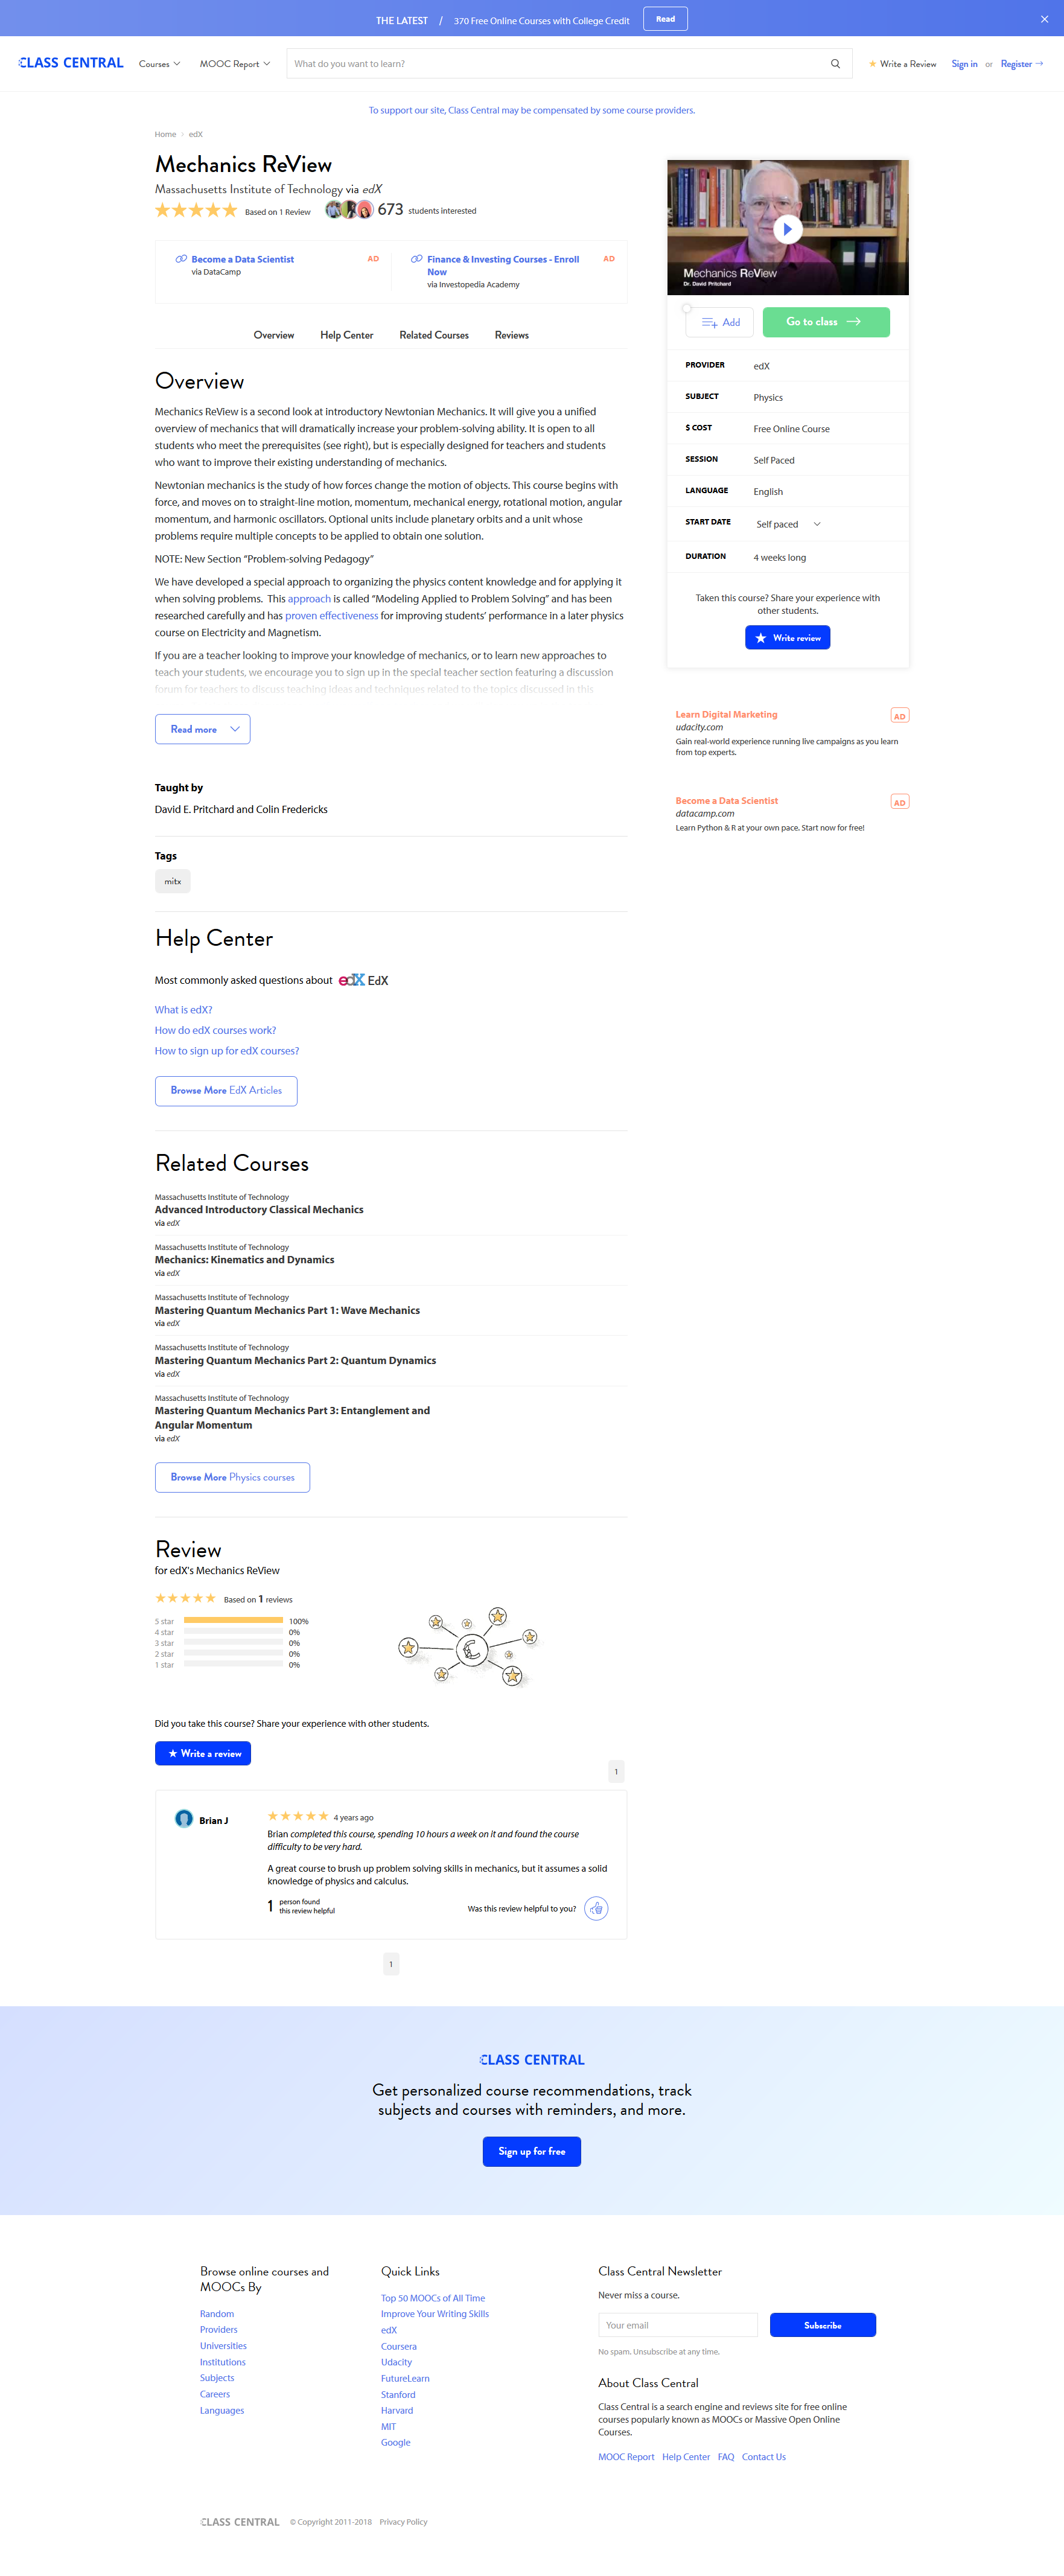 THE LATEST / 370 Free Online Courses with College Credit Read
CLASS CENTRAL Courses MOOC Report What do you want to learn? Write a Review Sign in or Register
To support our site, Class Central may be compensated by some course providers.
Home edX
Mechanics ReView
Massachusetts Institute of Technology via edX
Based on 1 Review 673 students interested
Become a Data Scientist AD
via DataCamp
Finance & Investing Courses - Enroll AD
Now
via Investopedia Academy
Overview Help Center Related Courses Reviews
Overview
Mechanics ReView is a second look at introductory Newtonian Mechanics. It will give you a unified
overview of mechanics that will dramatically increase your problem-solving ability. It is open to all
students who meet the prerequisites (see right), but is especially designed for teachers and students
who want to improve their existing understanding of mechanics.
Newtonian mechanics is the study of how forces change the motion of objects. This course begins with
force, and moves on to straight-line motion, momentum, mechanical energy, rotational motion, angular
momentum, and harmonic oscillators. Optional units include planetary orbits and a unit whose
problems require multiple concepts to be applied to obtain one solution.
NOTE: New Section “Problem-solving Pedagogy”
We have developed a special approach to organizing the physics content knowledge and for applying it
when solving problems. This approach is called “Modeling Applied to Problem Solving” and has been
researched carefully and has proven effectiveness for improving students’ performance in a later physics
course on Electricity and Magnetism.
If you are a teacher looking to improve your knowledge of mechanics, or to learn new approaches to
teach your students, we encourage you to sign up in the special teacher section featuring a discussion
forum for teachers to discuss teaching ideas and techniques related to the topics discussed in this
Read more
Taught by
David E. Pritchard and Colin Fredericks
Tags
mitx
Mechanics ReView
Dr. David Pritchard
Add Go to class
PROVIDER edX
SUBJECT Physics
$ COST Free Online Course
SESSION Self Paced
LANGUAGE English
START DATE Self paced
DURATION 4 weeks long
Taken this course? Share your experience with
other students.
Write review
Learn Digital Marketing AD
udacity.com
Gain real-world experience running live campaigns as you learn
from top experts.
Become a Data Scientist AD
datacamp.com
Learn Python & R at your own pace. Start now for free!
Help Center
Most commonly asked questions about edX EdX
What is edX?
How do edX courses work?
How to sign up for edX courses?
Browse More EdX Articles
Related Courses
Massachusetts Institute of Technology
Advanced Introductory Classical Mechanics
via edX
Massachusetts Institute of Technology
Mechanics: Kinematics and Dynamics
via edX
Massachusetts Institute of Technology
Mastering Quantum Mechanics Part 1: Wave Mechanics
via edX
Massachusetts Institute of Technology
Mastering Quantum Mechanics Part 2: Quantum Dynamics
via edX
Massachusetts Institute of Technology
Mastering Quantum Mechanics Part 3: Entanglement and
Angular Momentum
via edX
Browse More Physics courses
Review
for edX's Mechanics ReView
Based on 1 reviews
5 star 100%
4 star 0%
3 star 0%
2 star 0%
1 star 0%
Did you take this course? Share your experience with other students.
Write a review
1
Brian J
4 years ago
Brian completed this course, spending 10 hours a week on it and found the course
difficulty to be very hard.
A great course to brush up problem solving skills in mechanics, but it assumes a solid
knowledge of physics and calculus.
1 person found
this review helpful
Was this review helpful to you?
1
CLASS CENTRAL
Get personalized course recommendations, track
subjects and courses with reminders, and more.
Sign up for free
Browse online courses and
MOOCs By
Random
Providers
Universities
Institutions
Subjects
Careers
Languages
Quick Links
Top 50 MOOCs of All Time
Improve Your Writing Skills
edX
Coursera
Udacity
FutureLearn
Stanford
Harvard
MIT
Google
Class Central Newsletter
Never miss a course.
Your email Subscribe
No spam. Unsubscribe at any time.
About Class Central
Class Central is a search engine and reviews site for free online
courses popularly known as MOOCs or Massive Open Online
Courses.
MOOC Report Help Center FAQ Contact Us
CLASS CENTRAL © Copyright 2011-2018 Privacy Policy